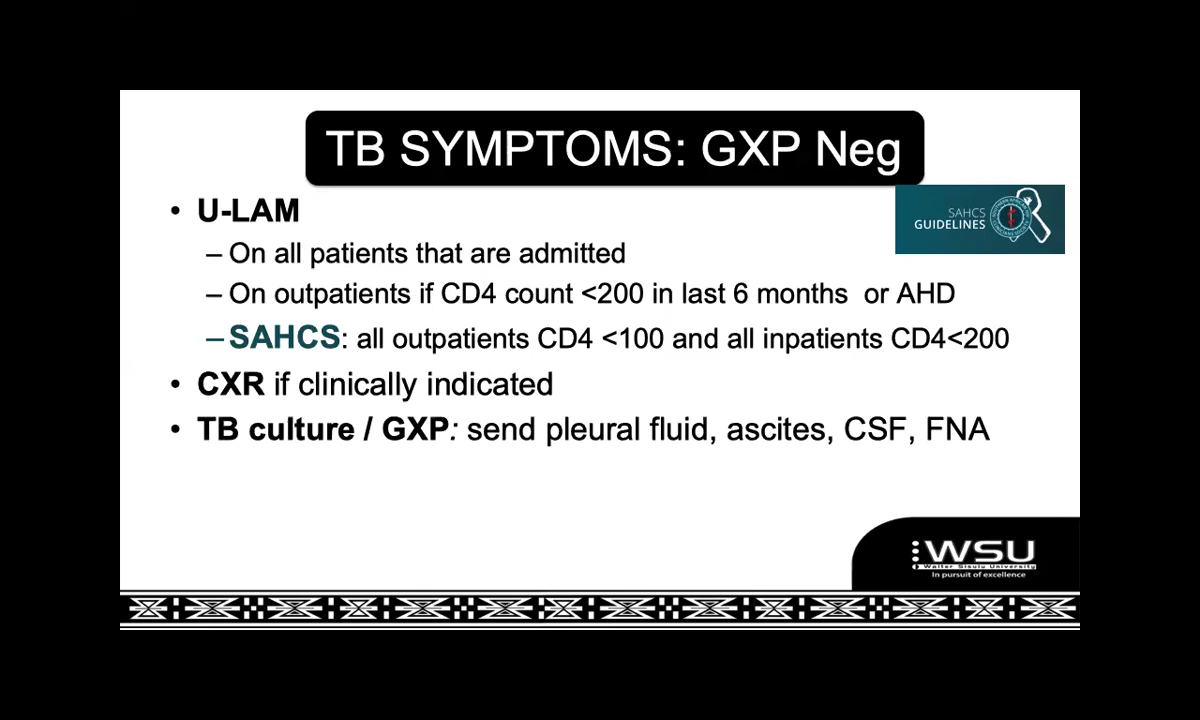 TB SYMPTOMS: GXP Neg
SAHCS
GUIDELINES
• U-LAM
– On all patients that are admitted
– On outpatients if CD4 count <200 in last 6 months or AHD
– SAHCS: all outpatients CD4 <100 and all inpatients CD4<200
• CXR if clinically indicated
• TB culture / GXP: send pleural fluid, ascites, CSF, FNA
WSU
Walter Sisulu University
In pursuit of excellence